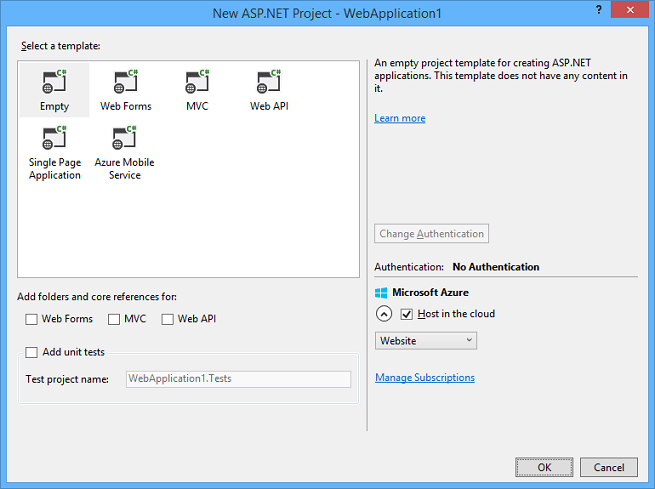 New ASP.NET Project - WebApplication1
?
Select a template:
C#
Empty
C#
Web Forms
C#
MVC
C#
Web API
C#
Single Page
Application
C#
Azure Mobile
Service
An empty project template for creating ASP.NET
applications. This template does not have any content in
it.
Learn more
Change Authentication
Authentication: No Authentication
Microsoft Azure
Host in the cloud
Website
Manage Subscriptions
Add folders and core references for:
Web Forms MVC Web API
Add unit tests
Test project name: WebApplication1.Tests
OK Cancel